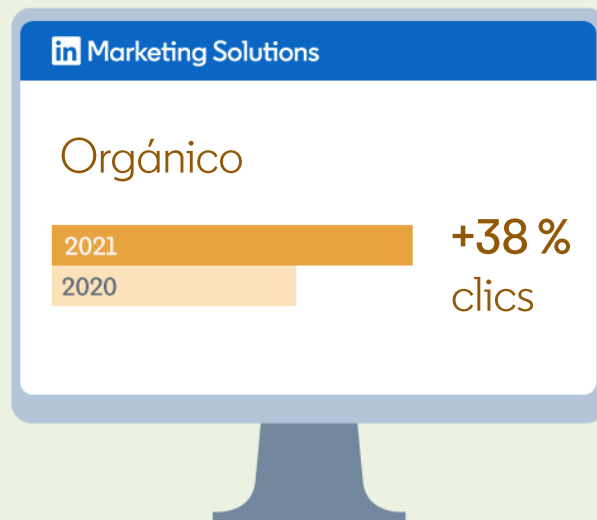 in Marketing Solutions
Orgánico
2021
2020
+38 %
clics